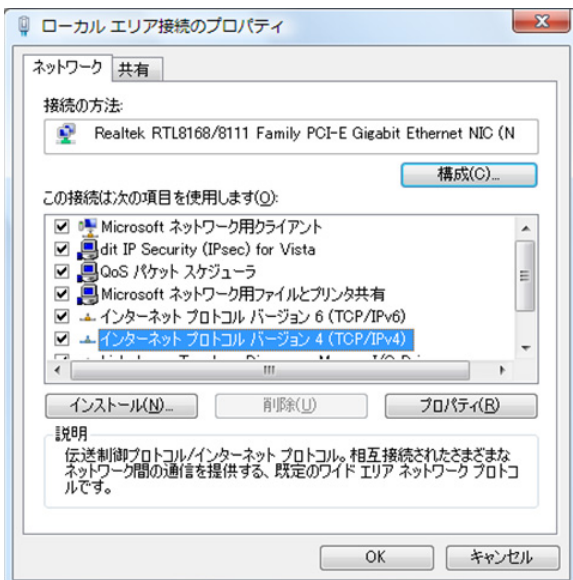 ローカル エリア接続のプロパティ
ネットワーク 共有
接続の方法:
Realtek RTL8168/8111 Family PCI-E Gigabit Ethernet NIC (N
構成(C)...
この接続は次の項目を使用します(O):
Microsoft ネットワーク用クライアント
dit IP Security (IPsec) for Vista
QoS パケット スケジューラ
Microsoft ネットワーク用ファイルとプリンタ共有
インターネット プロトコル バージョン 6 (TCP/IPv6)
インターネット プロトコル バージョン 4 (TCP/IPv4)
インストール(N)... 削除(U) プロパティ(R)
説明
伝送制御プロトコル/インターネット プロトコル。相互接続されたさまざまな
ネットワーク間の通信を提供する、既定のワイド エリア ネットワーク プロトコ
ルです。
OK キャンセル